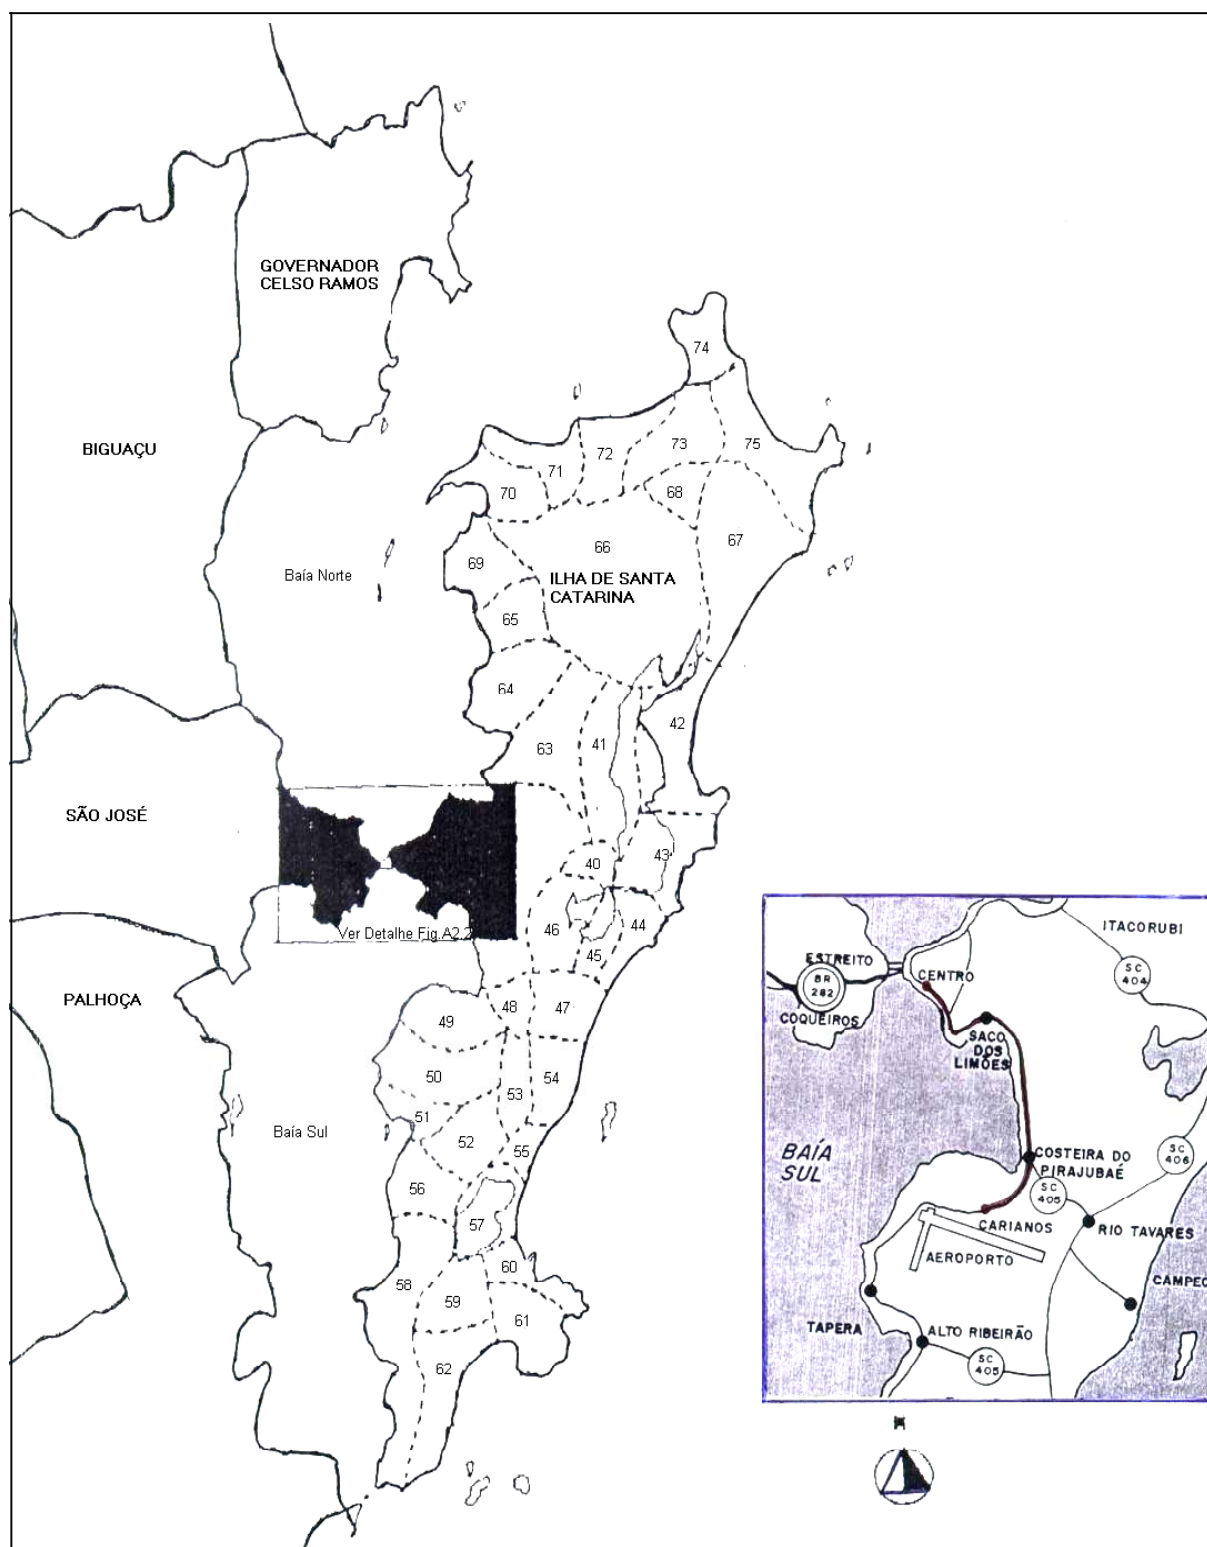 GOVERNADOR
CELSO RAMOS
74
BIGUAÇU
72
73
75
71
70
68
66
67
69
Baía Norte
ILHA DE SANTA
CATARINA
65
64
42
63
41
SÃO JOSÉ
40
43
46
44
Ver Detalhe Fig.A2.2
45
PALHOÇA
48
47
49
50
54
53
51
Baía Sul
52
55
56
57
60
58
59
61
62
ITACORUBI
ESTREITO
CENTRO
SC
404
BR
282
COQUEIROS
SACO
DOS
LIMÕES
BAÍA
SUL
COSTEIRA DO
PIRAJUBAÉ
SC
406
SC
405
CARIANOS
RIO TAVARES
AEROPORTO
CAMPEC
TAPERA
ALTO RIBEIRÃO
SC
405